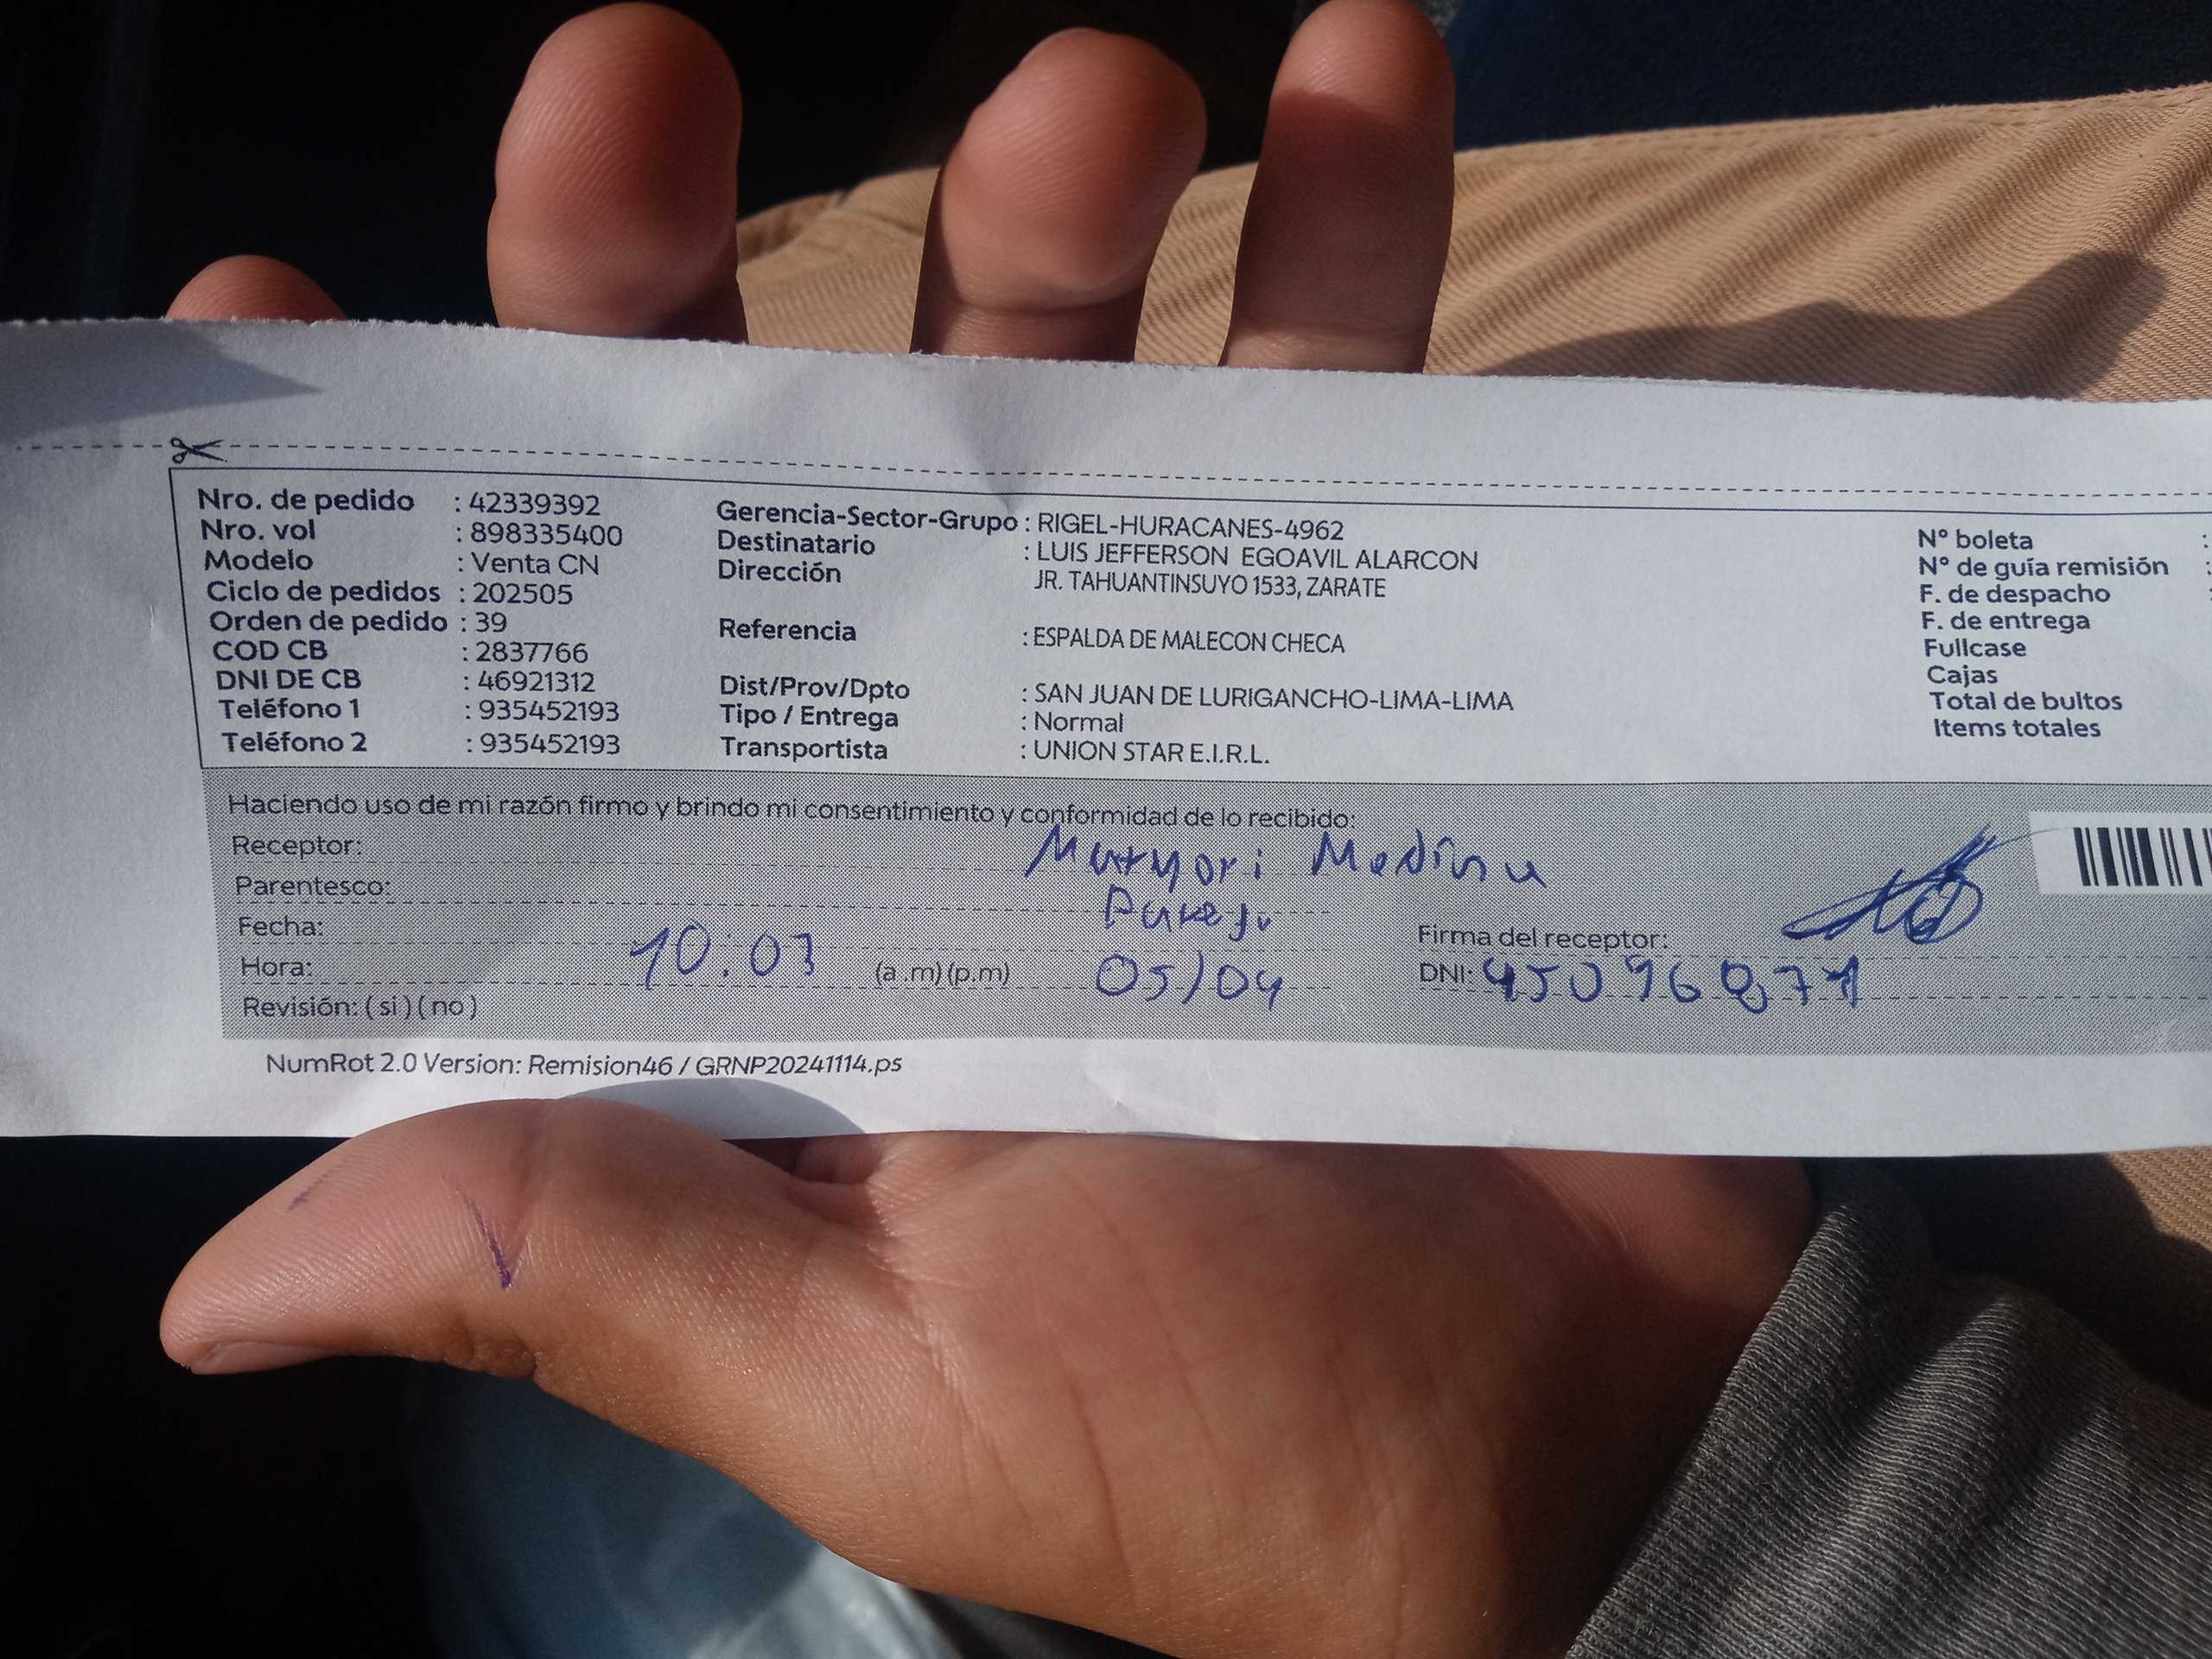 Nro. de pedido : 42339392
Nro. vol : 898335400
Modelo : Venta CN
Ciclo de pedidos : 202505
Orden de pedido : 39
COD CB : 2837766
DNI DE CB : 46921312
Teléfono 1 : 935452193
Teléfono 2 : 935452193
Gerencia-Sector-Grupo : RIGEL-HURACANES-4962
Destinatario : LUIS JEFFERSON EGOAVIL ALARCON
Dirección JR. TAHUANTINSUYO 1533, ZARATE
Referencia : ESPALDA DE MALECON CHECA
Dist/Prov/Dpto : SAN JUAN DE LURIGANCHO-LIMA-LIMA
Tipo / Entrega : Normal
Transportista : UNION STAR E.I.R.L.
N° boleta :
N° de guía remisión :
F. de despacho :
F. de entrega
Fullcase
Cajas
Total de bultos
Items totales
Haciendo uso de mi razón firmo y brindo mi consentimiento y conformidad de lo recibido:
Receptor: Maryori Medina
Parentesco: Pareja
Fecha: 05/04
Hora: 10:03 (a.m) (p.m)
Revisión: ( si ) ( no )
Firma del receptor:
DNI:
NumRot 2.0 Version: Remision46 / GRNP20241114.ps